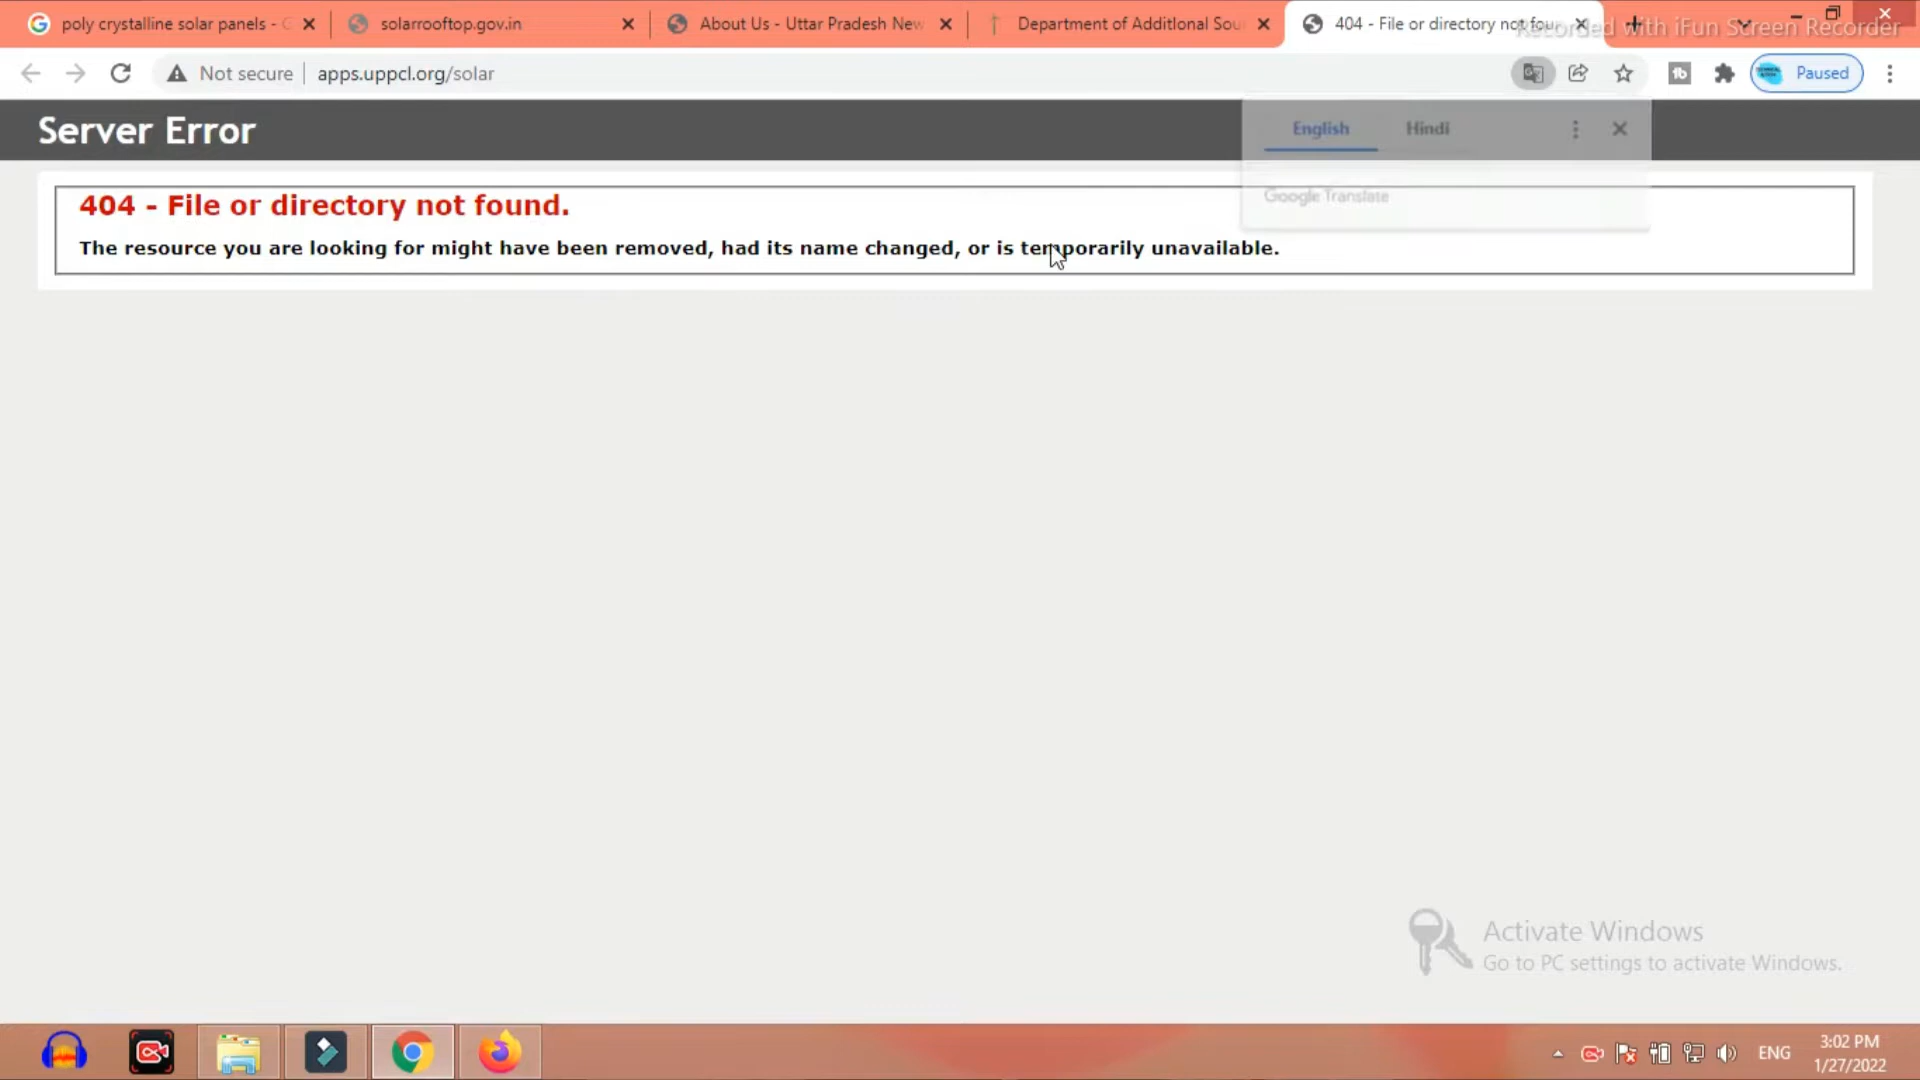 poly crystalline solar panels - G
solarrooftop.gov.in
About Us - Uttar Pradesh New
Department of Additional Sou
404 - File or directory not fou
Recorded with iFun Screen Recorder
Not secure
apps.uppcl.org/solar
Paused
Server Error
English
Hindi
Google Translate
404 - File or directory not found.
The resource you are looking for might have been removed, had its name changed, or is temporarily unavailable.
Activate Windows
Go to PC settings to activate Windows.
ENG
3:02 PM
1/27/2022